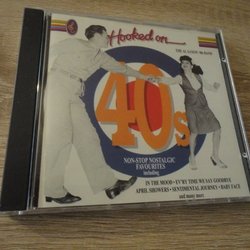 Hooked on...
40s
NON-STOP NOSTALGIC
FAVOURITES
including
IN THE MOOD • EV'RY TIME WE SAY GOODBYE
APRIL SHOWERS • SENTIMENTAL JOURNEY • BABY FACE
and many more